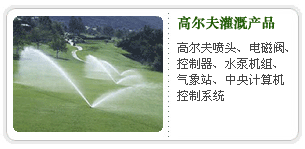 高尔夫灌溉产品
高尔夫喷头、电磁阀、
控制器、水泵机组、
气象站、中央计算机
控制系统